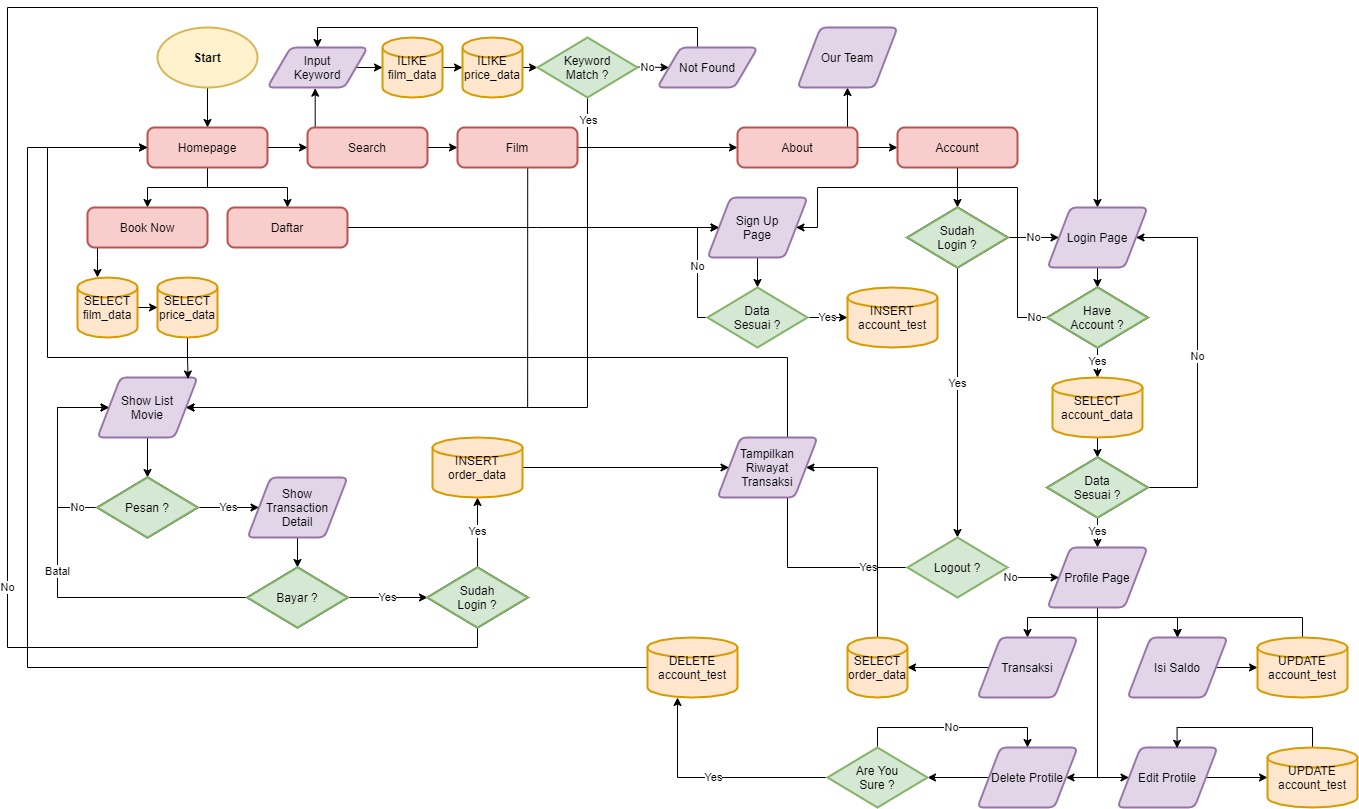 Start
Input
Keyword
ILIKE
film_data
ILIKE
price_data
Keyword
Match ?
No
Not Found
Our Team
Yes
Homepage
Search
Film
About
Account
Book Now
Daftar
Sign Up
Page
Sudah
Login ?
No
Login Page
No
SELECT
film_data
SELECT
price_data
Data
Sesuai ?
Yes
INSERT
account_test
No
Have
Account ?
Yes
No
Yes
Show List
Movie
SELECT
account_data
INSERT
order_data
Tampilkan
Riwayat
Transaksi
Data
Sesuai ?
No
Pesan ?
Yes
Show
Transaction
Detail
Yes
Yes
Batal
No
Bayar ?
Yes
Sudah
Login ?
Yes
Logout ?
No
Profile Page
DELETE
account_test
SELECT
order_data
Transaksi
Isi Saldo
UPDATE
account_test
No
Yes
Are You
Sure ?
Delete Profile
Edit Profile
UPDATE
account_test